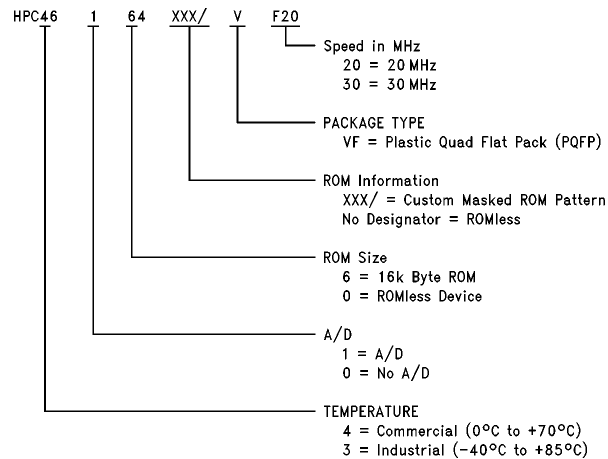 HPC46 1 64 XXX/ V F20
Speed in MHz
20 = 20 MHz
30 = 30 MHz
PACKAGE TYPE
VF = Plastic Quad Flat Pack (PQFP)
ROM Information
XXX/ = Custom Masked ROM Pattern
No Designator = ROMless
ROM Size
6 = 16k Byte ROM
0 = ROMless Device
A/D
1 = A/D
0 = No A/D
TEMPERATURE
4 = Commercial (0°C to +70°C)
3 = Industrial (−40°C to +85°C)